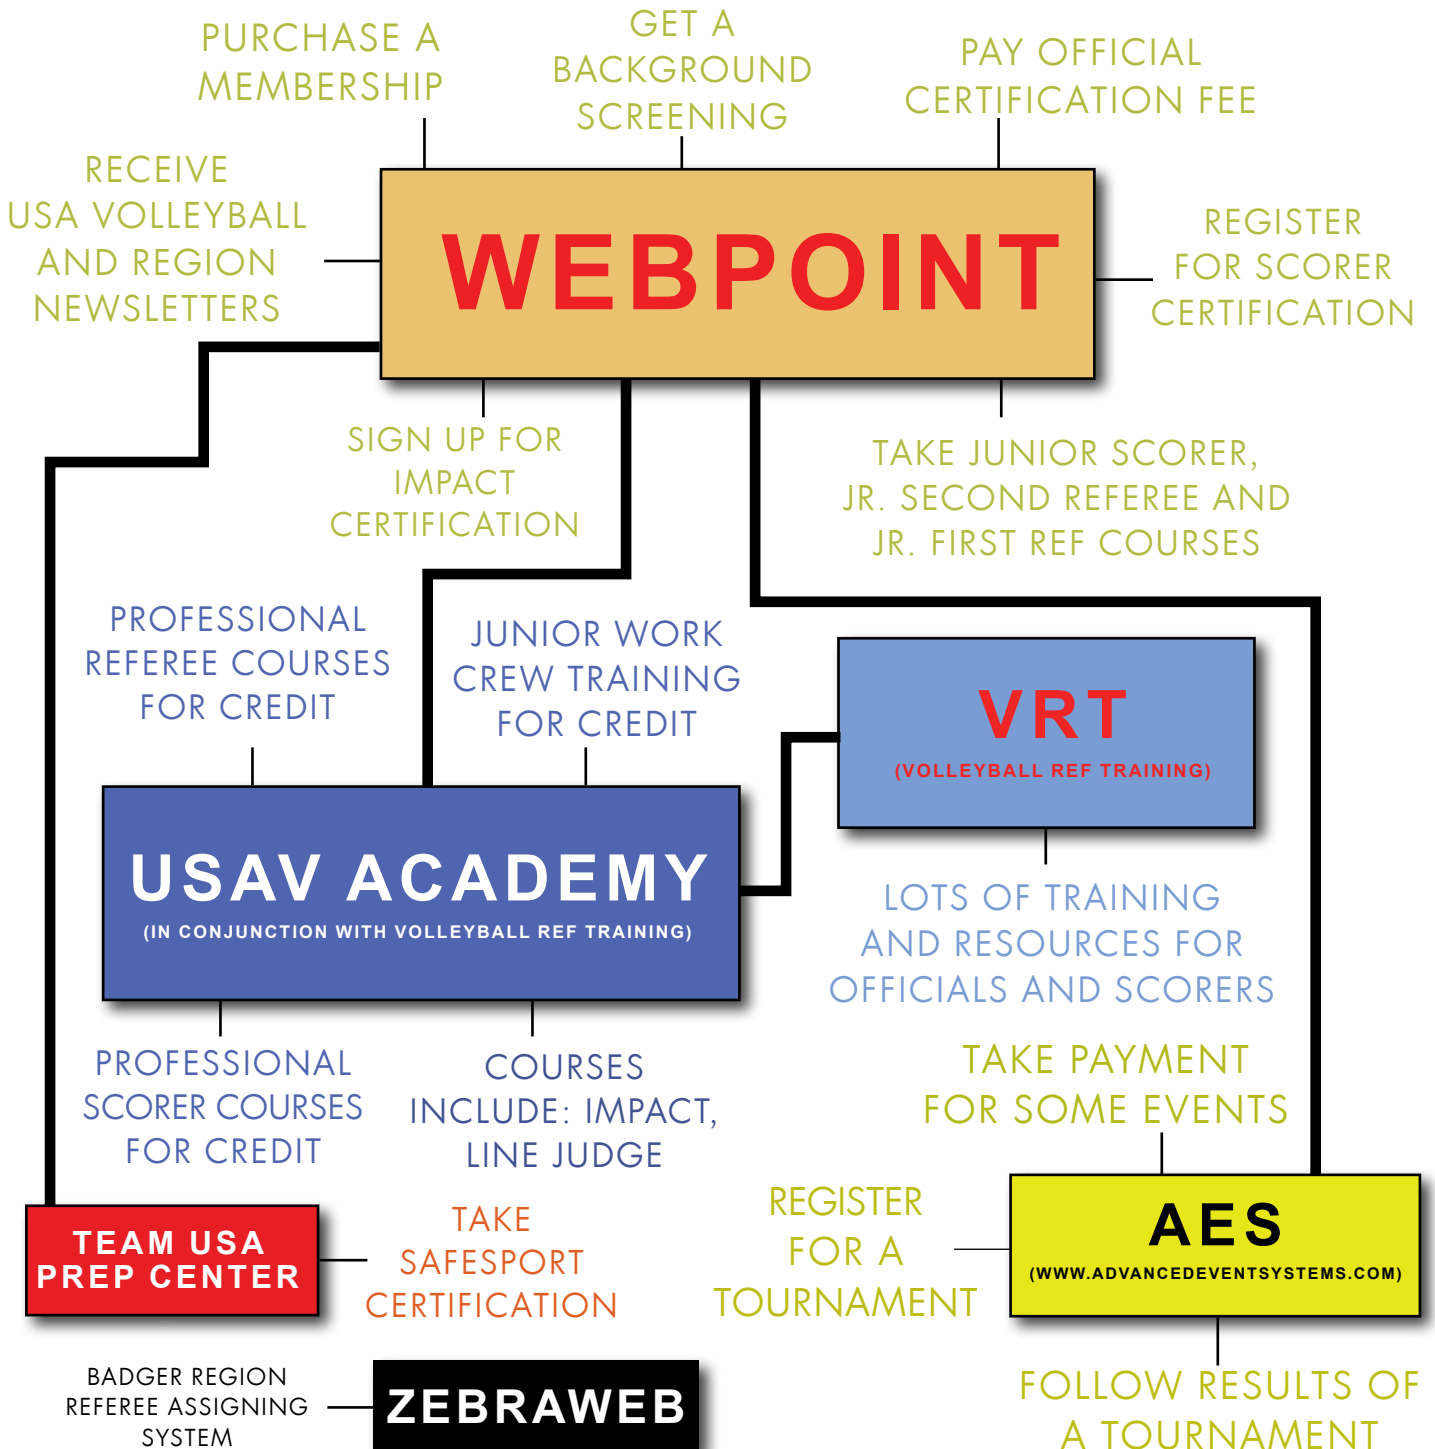 PURCHASE A
MEMBERSHIP
GET A
BACKGROUND
SCREENING
PAY OFFICIAL
CERTIFICATION FEE
RECEIVE
USA VOLLEYBALL
AND REGION
NEWSLETTERS
WEBPOINT
REGISTER
FOR SCORER
CERTIFICATION
SIGN UP FOR
IMPACT
CERTIFICATION
TAKE JUNIOR SCORER,
JR. SECOND REFEREE AND
JR. FIRST REF COURSES
PROFESSIONAL
REFEREE COURSES
FOR CREDIT
JUNIOR WORK
CREW TRAINING
FOR CREDIT
VRT
(VOLLEYBALL REF TRAINING)
USAV ACADEMY
(IN CONJUNCTION WITH VOLLEYBALL REF TRAINING)
LOTS OF TRAINING
AND RESOURCES FOR
OFFICIALS AND SCORERS
PROFESSIONAL
SCORER COURSES
FOR CREDIT
COURSES
INCLUDE: IMPACT,
LINE JUDGE
TAKE PAYMENT
FOR SOME EVENTS
TEAM USA
PREP CENTER
TAKE
SAFESPORT
CERTIFICATION
REGISTER
FOR A
TOURNAMENT
AES
(WWW.ADVANCEDEVENTSYSTEMS.COM)
BADGER REGION
REFEREE ASSIGNING
SYSTEM
ZEBRAWEB
FOLLOW RESULTS OF
A TOURNAMENT